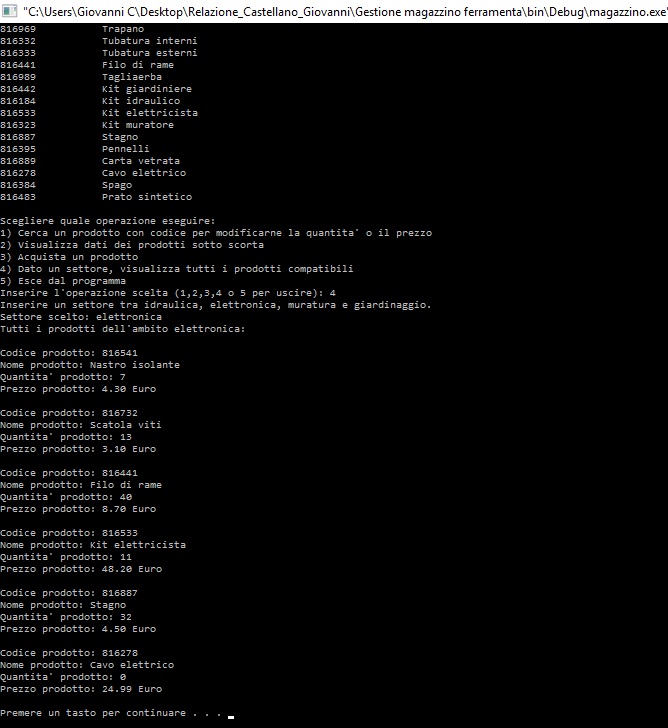 "C:\Users\Giovanni C\Desktop\Relazione_Castellano_Giovanni\Gestione magazzino ferramenta\bin\Debug\magazzino.exe"
816969 Trapano
816332 Tubatura interni
816333 Tubatura esterni
816441 Filo di rame
816989 Tagliaerba
816442 Kit giardiniere
816184 Kit idraulico
816533 Kit elettricista
816323 Kit muratore
816887 Stagno
816395 Pennelli
816889 Carta vetrata
816278 Cavo elettrico
816384 Spago
816483 Prato sintetico
Scegliere quale operazione eseguire:
1) Cerca un prodotto con codice per modificarne la quantita' o il prezzo
2) Visualizza dati dei prodotti sotto scorta
3) Acquista un prodotto
4) Dato un settore, visualizza tutti i prodotti compatibili
5) Esce dal programma
Inserire l'operazione scelta (1,2,3,4 o 5 per uscire): 4
Inserire un settore tra idraulica, elettronica, muratura e giardinaggio.
Settore scelto: elettronica
Tutti i prodotti dell'ambito elettronica:
Codice prodotto: 816541
Nome prodotto: Nastro isolante
Quantita' prodotto: 7
Prezzo prodotto: 4.30 Euro
Codice prodotto: 816732
Nome prodotto: Scatola viti
Quantita' prodotto: 13
Prezzo prodotto: 3.10 Euro
Codice prodotto: 816441
Nome prodotto: Filo di rame
Quantita' prodotto: 40
Prezzo prodotto: 8.70 Euro
Codice prodotto: 816533
Nome prodotto: Kit elettricista
Quantita' prodotto: 11
Prezzo prodotto: 48.20 Euro
Codice prodotto: 816887
Nome prodotto: Stagno
Quantita' prodotto: 32
Prezzo prodotto: 4.50 Euro
Codice prodotto: 816278
Nome prodotto: Cavo elettrico
Quantita' prodotto: 0
Prezzo prodotto: 24.99 Euro
Premere un tasto per continuare . . .